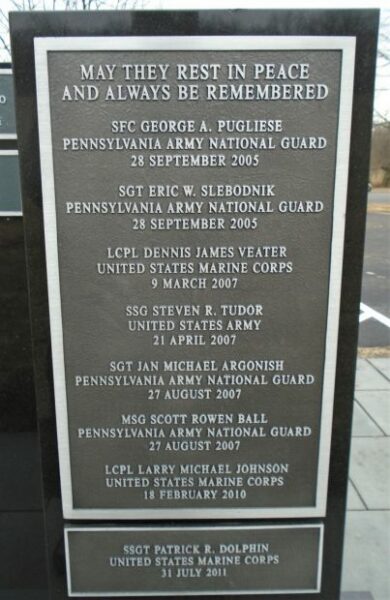 MAY THEY REST IN PEACE
AND ALWAYS BE REMEMBERED
SFC GEORGE A. PUGLIESE
PENNSYLVANIA ARMY NATIONAL GUARD
28 SEPTEMBER 2005
SGT ERIC W. SLEBODNIK
PENNSYLVANIA ARMY NATIONAL GUARD
28 SEPTEMBER 2005
LCPL DENNIS JAMES VEATER
UNITED STATES MARINE CORPS
9 MARCH 2007
SSG STEVEN R. TUDOR
UNITED STATES ARMY
21 APRIL 2007
SGT JAN MICHAEL ARGONISH
PENNSYLVANIA ARMY NATIONAL GUARD
27 AUGUST 2007
MSG SCOTT ROWEN BALL
PENNSYLVANIA ARMY NATIONAL GUARD
27 AUGUST 2007
LCPL LARRY MICHAEL JOHNSON
UNITED STATES MARINE CORPS
18 FEBRUARY 2010
SSGT PATRICK R. DOLPHIN
UNITED STATES MARINE CORPS
31 JULY 2011